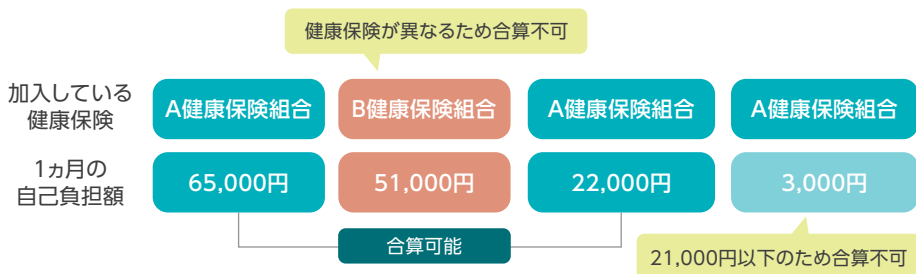 健康保険が異なるため合算不可
加入している
健康保険
A健康保険組合
B健康保険組合
A健康保険組合
A健康保険組合
1ヵ月の
自己負担額
65,000円
51,000円
22,000円
3,000円
合算可能
21,000円以下のため合算不可